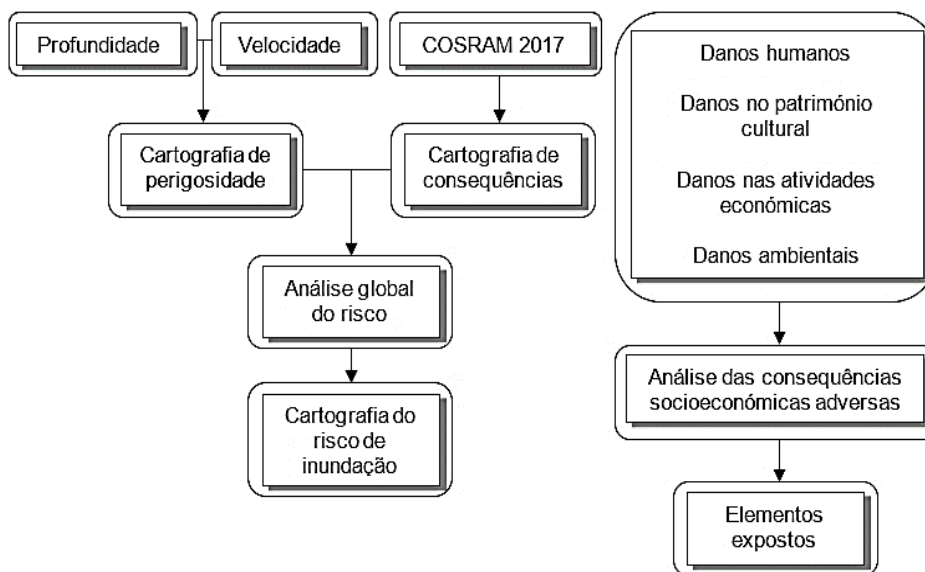 Profundidade
Velocidade
COSRAM 2017
Cartografia de
perigosidade
Cartografia de
consequências
Análise global
do risco
Cartografia do
risco de
inundação
Danos humanos
Danos no património
cultural
Danos nas atividades
económicas
Danos ambientais
Análise das consequências
socioeconómicas adversas
Elementos
expostos